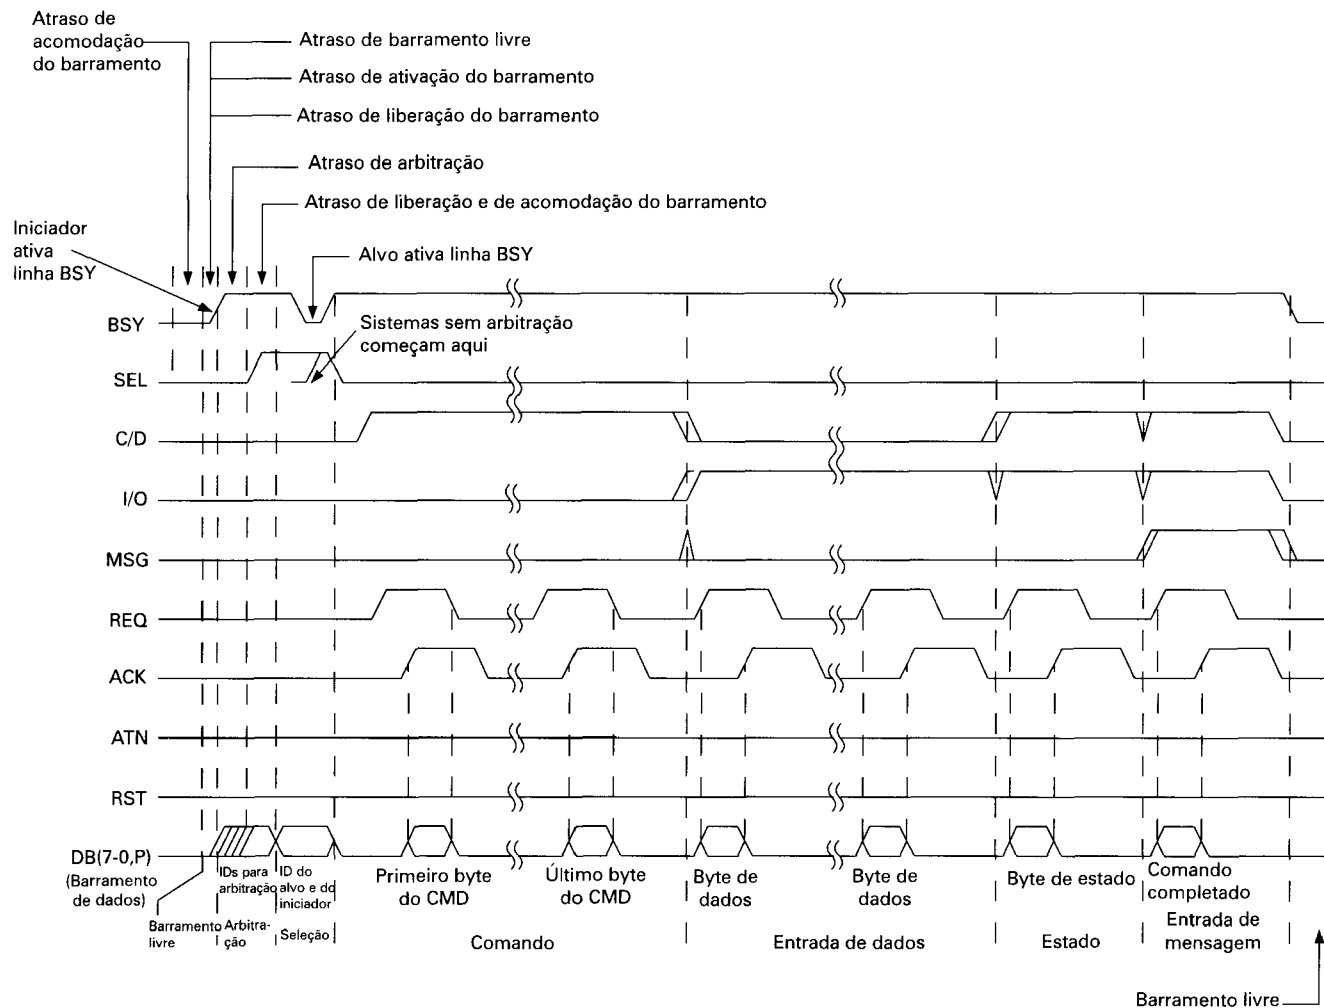 Atraso de
acomodação
do barramento
Atraso de barramento livre
Atraso de ativação do barramento
Atraso de liberação do barramento
Atraso de arbitração
Atraso de liberação e de acomodação do barramento
Iniciador
ativa
linha BSY
Alvo ativa linha BSY
BSY
Sistemas sem arbitração
começam aqui
SEL
C/D
I/O
MSG
REQ
ACK
ATN
RST
DB(7-0,P)
(Barramento
de dados)
IDs para
arbitração
ID do
alvo e do
iniciador
Primeiro byte
do CMD
Último byte
do CMD
Byte de
dados
Byte de
dados
Byte de estado
Comando
completado
Barramento
livre
Arbitra-
ção
Seleção
Comando
Entrada de dados
Estado
Entrada de
mensagem
Barramento livre